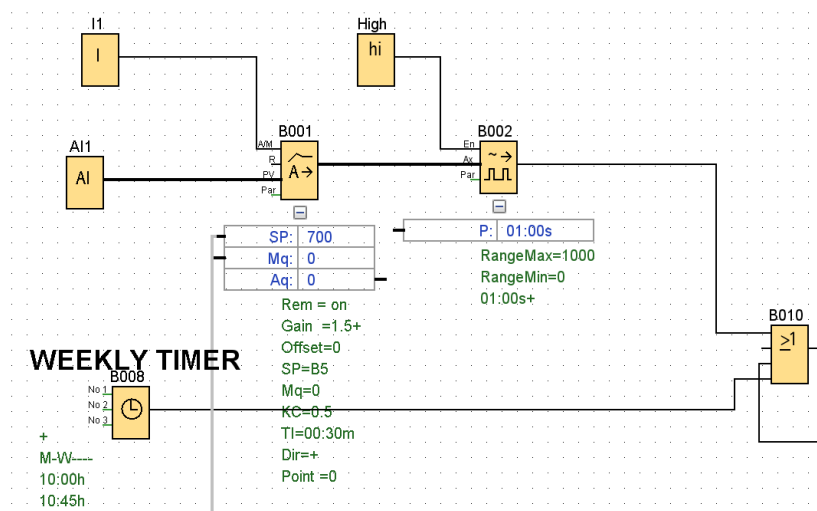 I1
High
I
hi
B001
B002
AI1
AI
A/M
R
PV
Par
A→
En
Ax
Par
~→
SP: 700
Mq: 0
Aq: 0
P: 01:00s
RangeMax=1000
RangeMin=0
01:00s+
Rem = on
Gain =1.5+
Offset=0
SP=B5
Mq=0
KC=0.5
TI=00:30m
Dir=+
Point =0
B010
≥1
WEEKLY TIMER
B008
No 1
No 2
No 3
+
M-W----
10:00h
10:45h